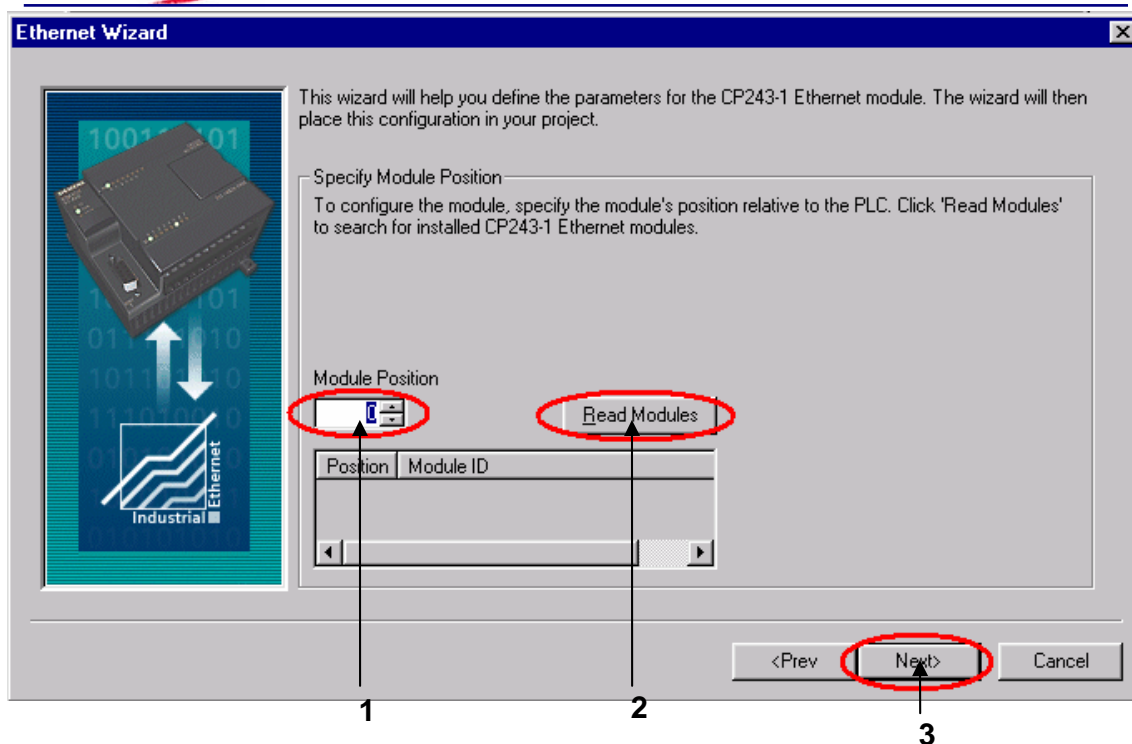 Ethernet Wizard
This wizard will help you define the parameters for the CP243-1 Ethernet module. The wizard will then
place this configuration in your project.
Specify Module Position
To configure the module, specify the module's position relative to the PLC. Click 'Read Modules'
to search for installed CP243-1 Ethernet modules.
Module Position
0
Read Modules
Position Module ID
Industrial
Ethernet
<Prev
Next>
Cancel
1
2
3